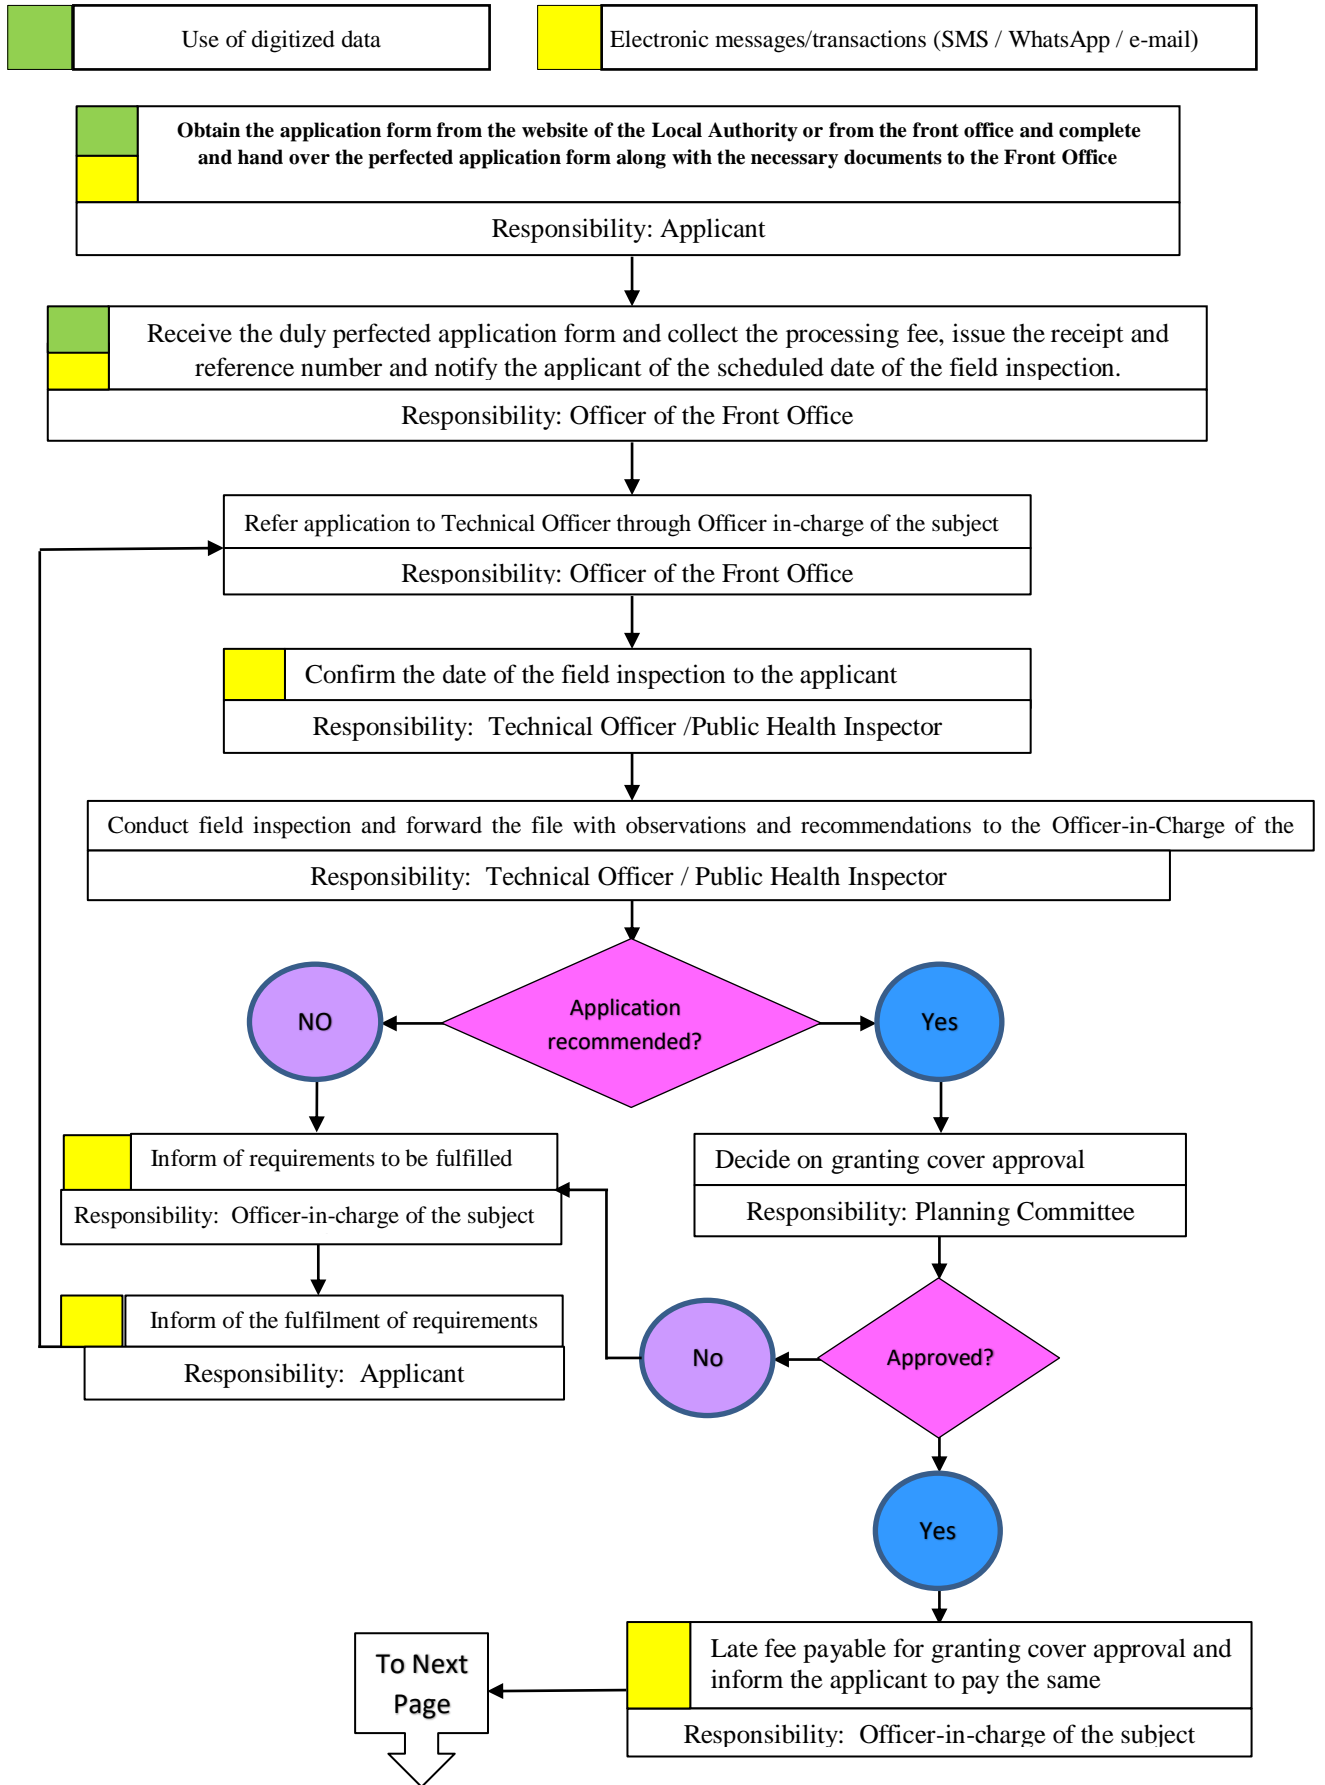 Use of digitized data
Electronic messages/transactions (SMS / WhatsApp / e-mail)
Obtain the application form from the website of the Local Authority or from the front office and complete
and hand over the perfected application form along with the necessary documents to the Front Office
Responsibility: Applicant
Receive the duly perfected application form and collect the processing fee, issue the receipt and
reference number and notify the applicant of the scheduled date of the field inspection.
Responsibility: Officer of the Front Office
Refer application to Technical Officer through Officer in-charge of the subject
Responsibility: Officer of the Front Office
Confirm the date of the field inspection to the applicant
Responsibility: Technical Officer /Public Health Inspector
Conduct field inspection and forward the file with observations and recommendations to the Officer-in-Charge of the
Responsibility: Technical Officer / Public Health Inspector
Application
recommended?
NO
Yes
Inform of requirements to be fulfilled
Responsibility: Officer-in-charge of the subject
Decide on granting cover approval
Responsibility: Planning Committee
Inform of the fulfilment of requirements
Responsibility: Applicant
No
Approved?
Yes
Late fee payable for granting cover approval and
inform the applicant to pay the same
Responsibility: Officer-in-charge of the subject
To Next
Page